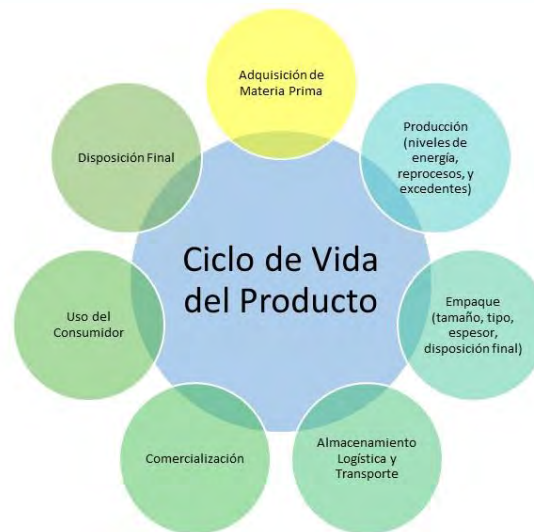 Adquisición de
Materia Prima
Producción
(niveles de
energía,
reprocesos, y
excedentes)
Empaque
(tamaño, tipo,
espesor,
disposición final)
Almacenamiento
Logística y
Transporte
Comercialización
Uso del
Consumidor
Disposición Final
Ciclo de Vida
del Producto